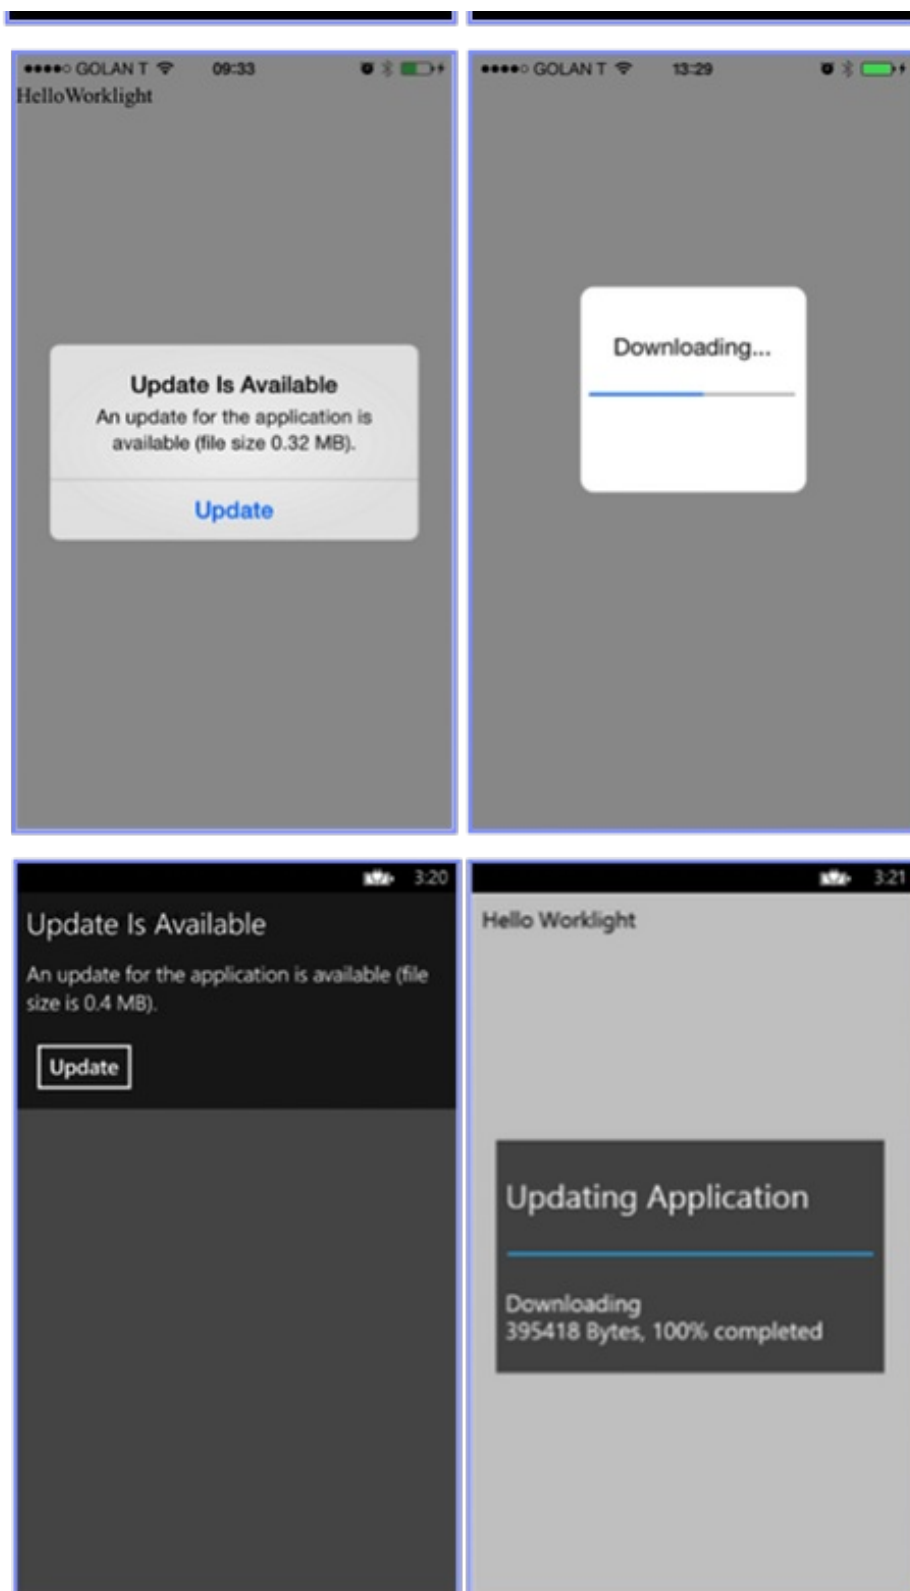 GOLAN T 09:33
HelloWorklight
Update Is Available
An update for the application is
available (file size 0.32 MB).
Update
GOLAN T 13:29
Downloading...
3:20
Update Is Available
An update for the application is available (file
size is 0.4 MB).
Update
3:21
Hello Worklight
Updating Application
Downloading
395418 Bytes, 100% completed